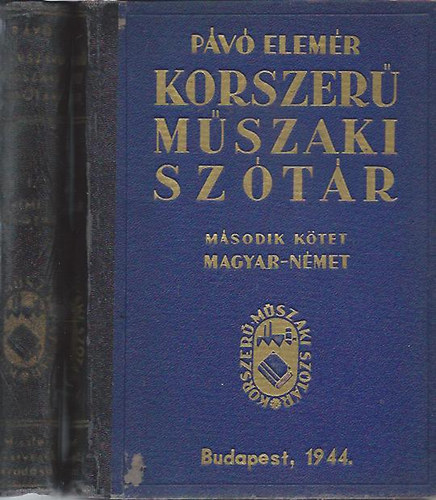 PÁVÓ ELEMÉR
KORSZERŰ
MŰSZAKI
SZÓTÁR
MÁSODIK KÖTET
MAGYAR-NÉMET
KORSZERŰ MŰSZAKI SZÓTÁR
Budapest, 1944.